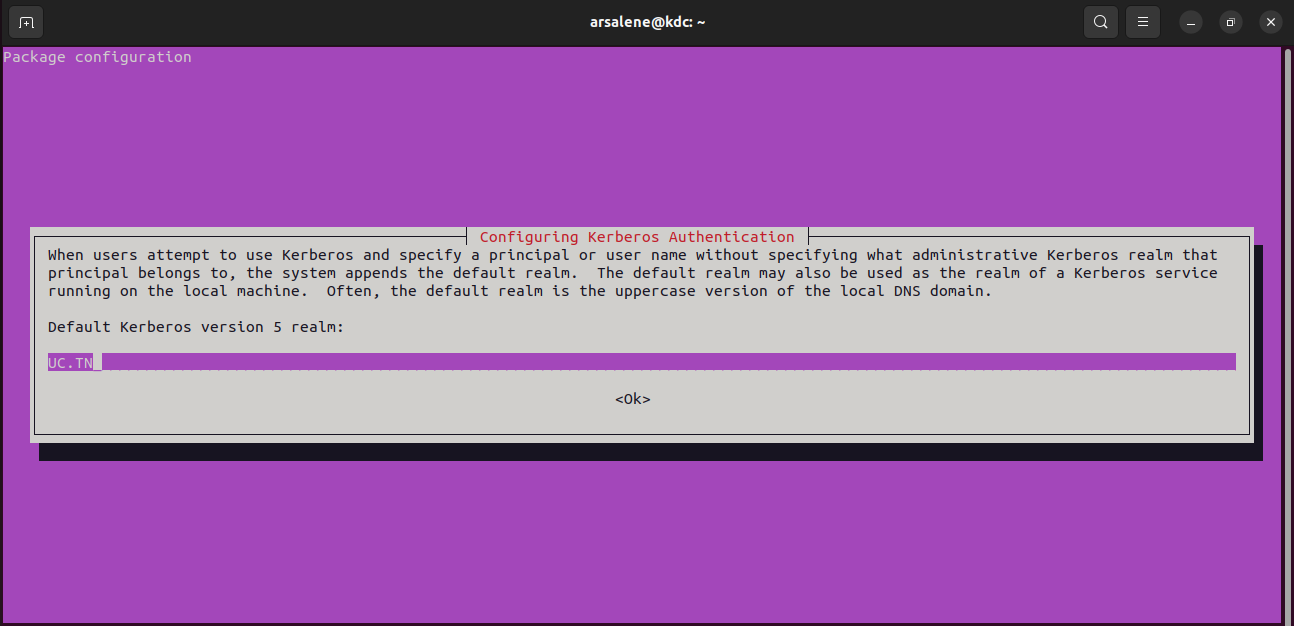 arsalene@kdc: ~
Package configuration
Configuring Kerberos Authentication
When users attempt to use Kerberos and specify a principal or user name without specifying what administrative Kerberos realm that
principal belongs to, the system appends the default realm.  The default realm may also be used as the realm of a Kerberos service
running on the local machine.  Often, the default realm is the uppercase version of the local DNS domain.
Default Kerberos version 5 realm:
UC.TN
<Ok>